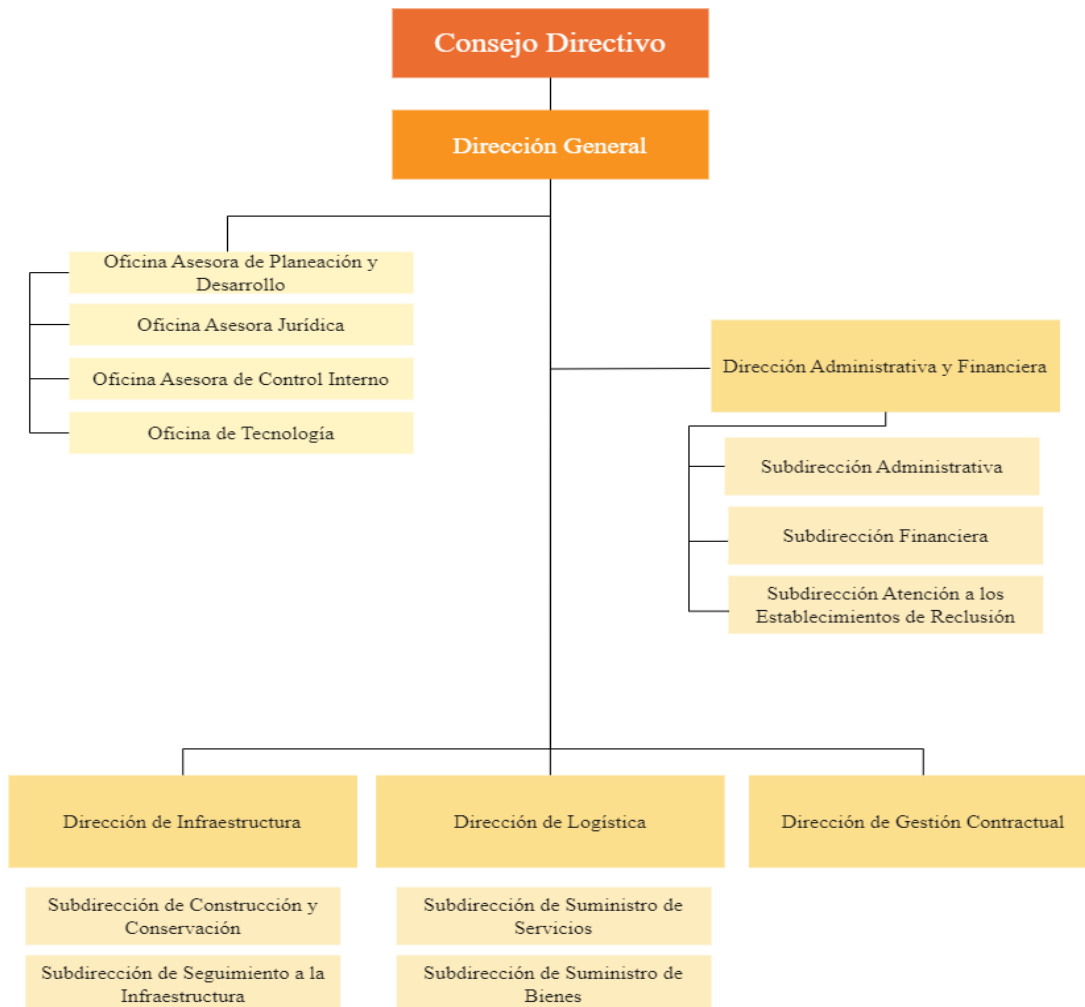 Consejo Directivo
Dirección General
Oficina Asesora de Planeación y
Desarrollo
Oficina Asesora Jurídica
Oficina Asesora de Control Interno
Oficina de Tecnología
Dirección Administrativa y Financiera
Subdirección Administrativa
Subdirección Financiera
Subdirección Atención a los
Establecimientos de Reclusión
Dirección de Infraestructura
Subdirección de Construcción y
Conservación
Subdirección de Seguimiento a la
Infraestructura
Dirección de Logística
Subdirección de Suministro de
Servicios
Subdirección de Suministro de
Bienes
Dirección de Gestión Contractual